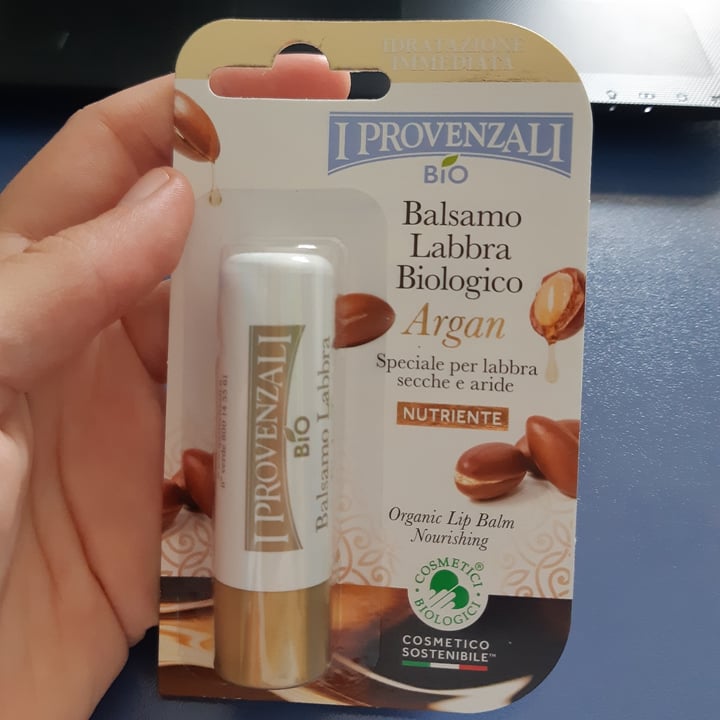 IDRATAZIONE
IMMEDIATA
I PROVENZALI
BIO
Balsamo
Labbra
Biologico
Argan
Speciale per labbra
secche e aride
NUTRIENTE
Organic Lip Balm
Nourishing
COSMETICI®
BIOLOGICI
COSMETICO
SOSTENIBILE™
I PROVENZALI
BIO
Balsamo Labbra